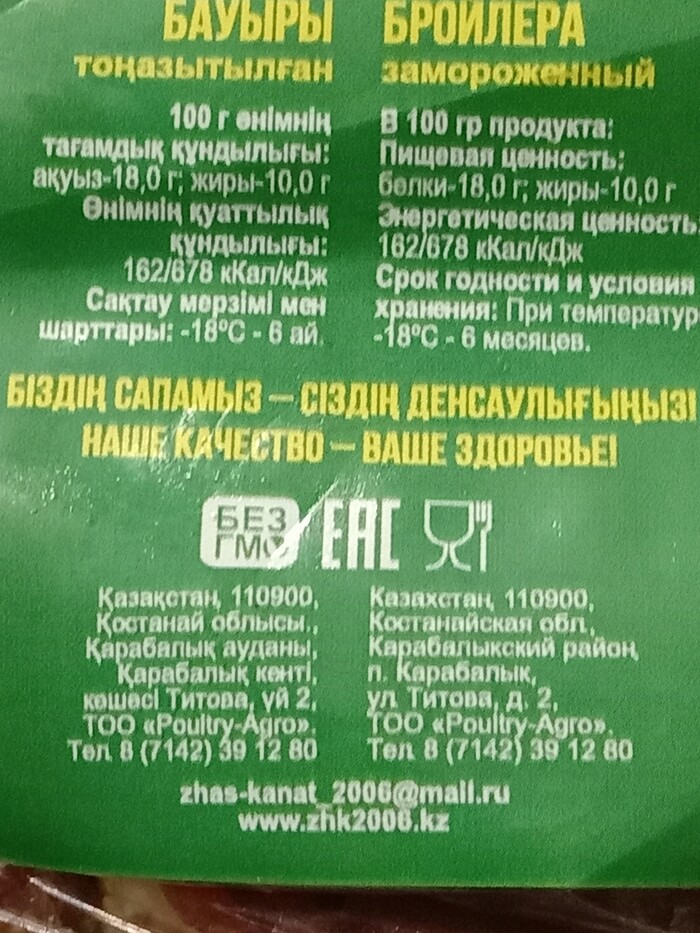 БАУЫРЫ
тоңазытылған
100 г өнімнің
тағамдық құндылығы:
ақуыз-18,0 г; жиры-10,0 г
Өнімнің қуаттылық
құндылығы:
162/678 кКал/кДж
Сақтау мерзімі мен
шарттары: -18°C - 6 ай.
БРОЙЛЕРА
замороженный
В 100 гр продукта:
Пищевая ценность:
белки-18,0 г; жиры-10,0 г
Энергетическая ценность:
162/678 кКал/кДж
Срок годности и условия
хранения: При температур
-18°C - 6 месяцев.
БІЗДІҢ САПАМЫЗ – СІЗДІҢ ДЕНСАУЛЫҒЫҢЫЗ!
НАШЕ КАЧЕСТВО – ВАШЕ ЗДОРОВЬЕ!
БЕЗ
ГМО
EAC
Қазақстан, 110900,
Қостанай облысы.,
Қарабалық ауданы,
Қарабалық кенті,
көшесі Титова, үй 2,
ТОО «Poultry-Agro».
Тел. 8 (7142) 39 12 80
Казахстан, 110900,
Костанайская обл.,
Карабалыкский район,
п. Карабалык,
ул. Титова, д. 2,
ТОО «Poultry-Agro».
Тел. 8 (7142) 39 12 80
zhas-kanat_2006@mail.ru
www.zhk2006.kz